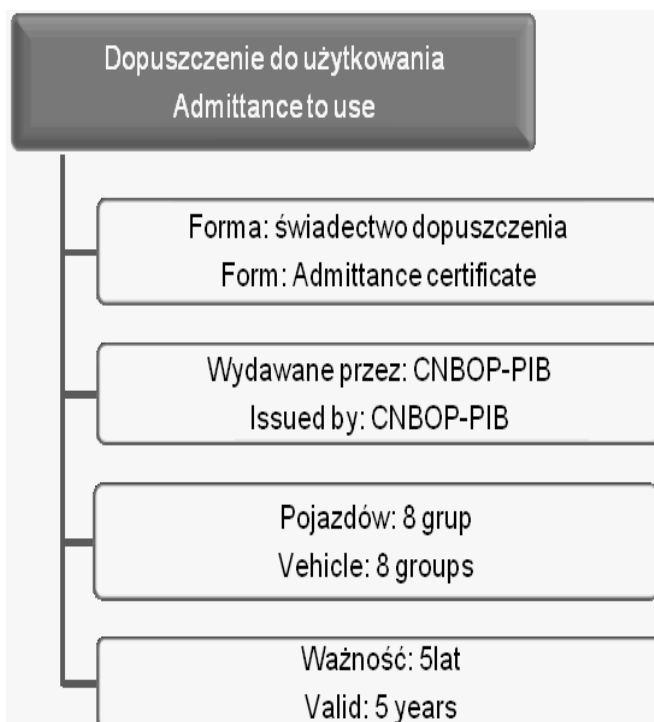 Dopuszczenie do użytkowania
Admittance to use
Forma: świadectwo dopuszczenia
Form: Admittance certificate
Wydawane przez: CNBOP-PIB
Issued by: CNBOP-PIB
Pojazdów: 8 grup
Vehicle: 8 groups
Ważność: 5lat
Valid: 5 years